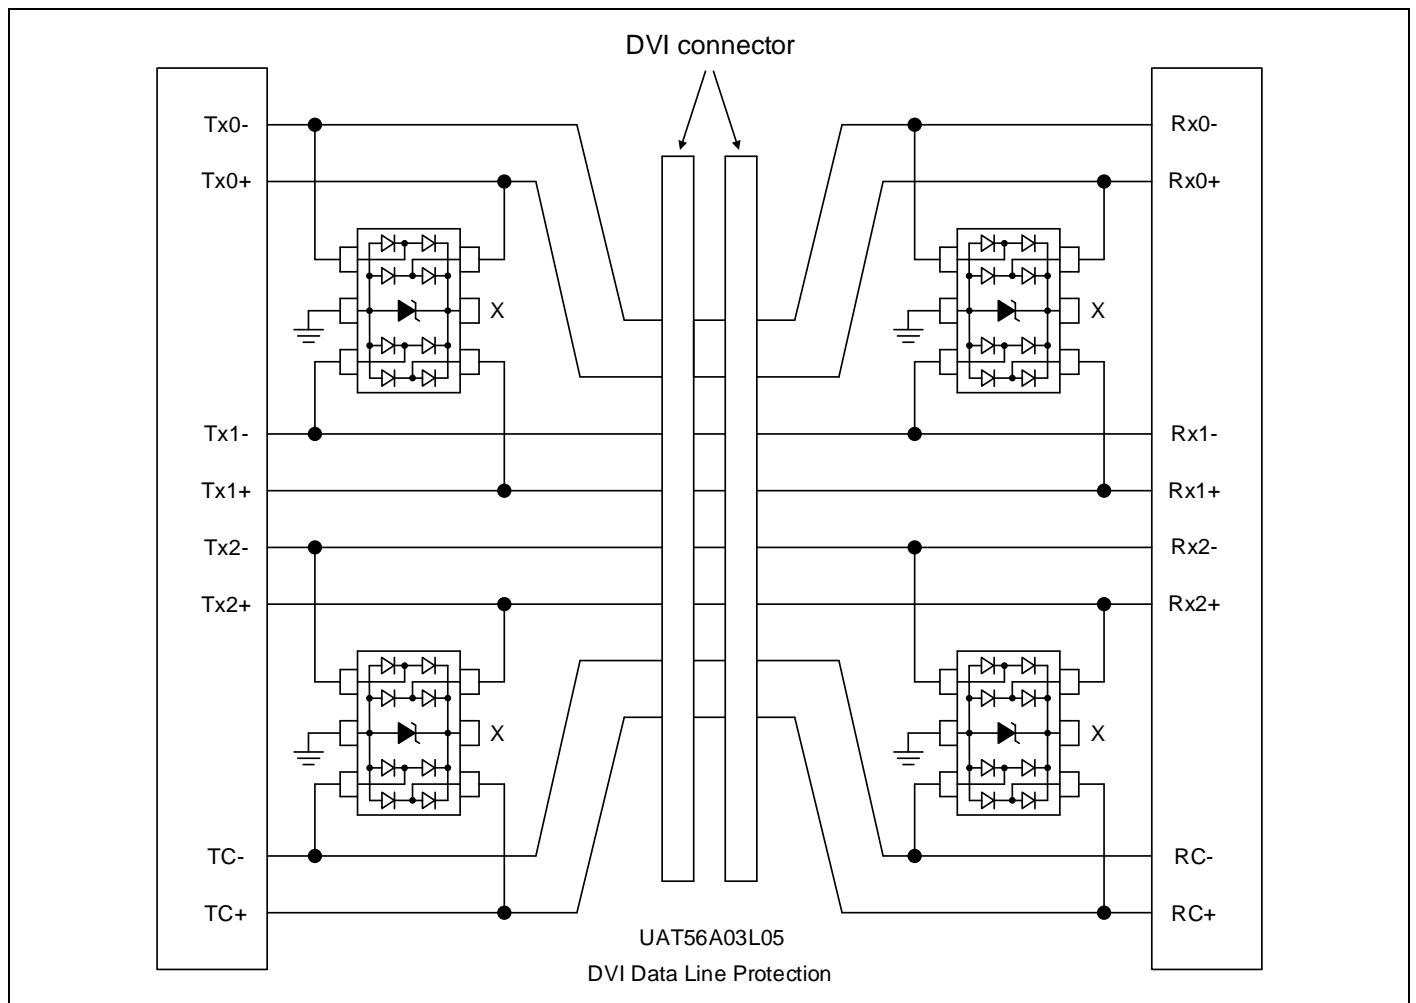 DVI connector
Tx0-
Rx0-
Tx0+
Rx0+
X
X
Tx1-
Rx1-
Tx1+
Rx1+
Tx2-
Rx2-
Tx2+
Rx2+
X
X
TC-
RC-
TC+
RC+
UAT56A03L05
DVI Data Line Protection